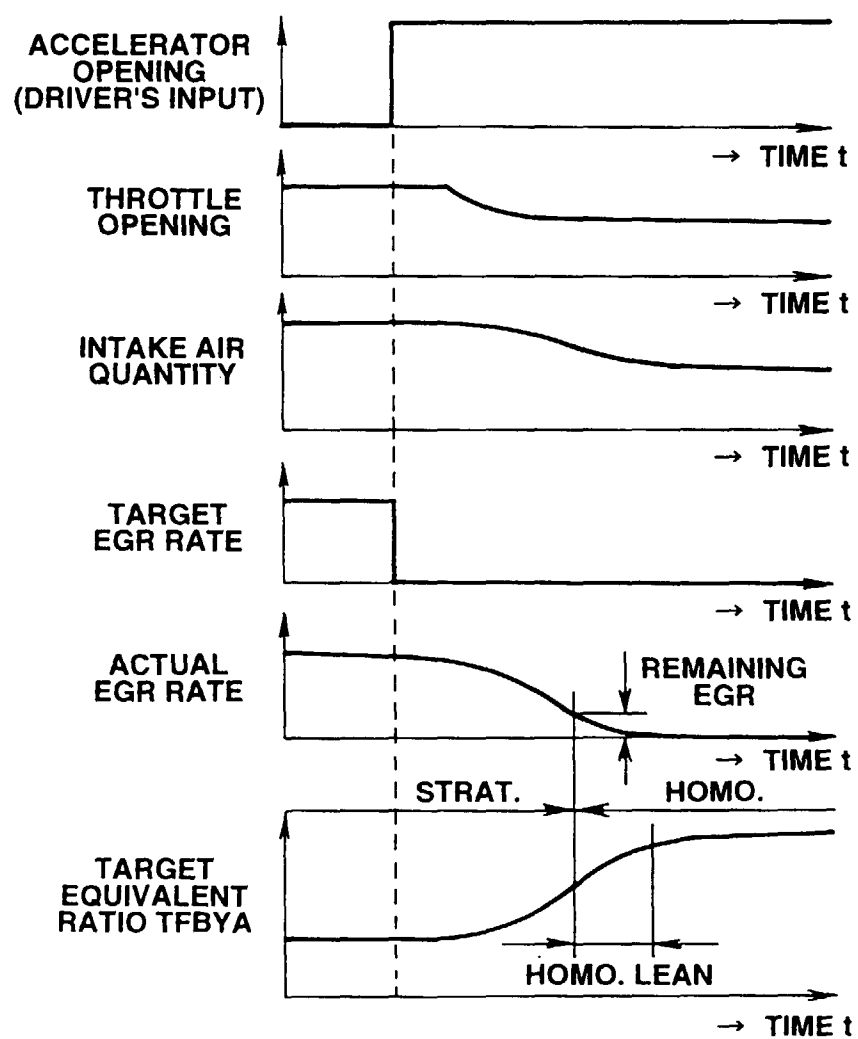 ACCELERATOR
OPENING
(DRIVER'S INPUT)
→ TIME t
THROTTLE
OPENING
→ TIME t
INTAKE AIR
QUANTITY
→ TIME t
TARGET
EGR RATE
→ TIME t
ACTUAL
EGR RATE
REMAINING
EGR
→ TIME t
STRAT.
HOMO.
TARGET
EQUIVALENT
RATIO TFBYA
HOMO. LEAN
→ TIME t